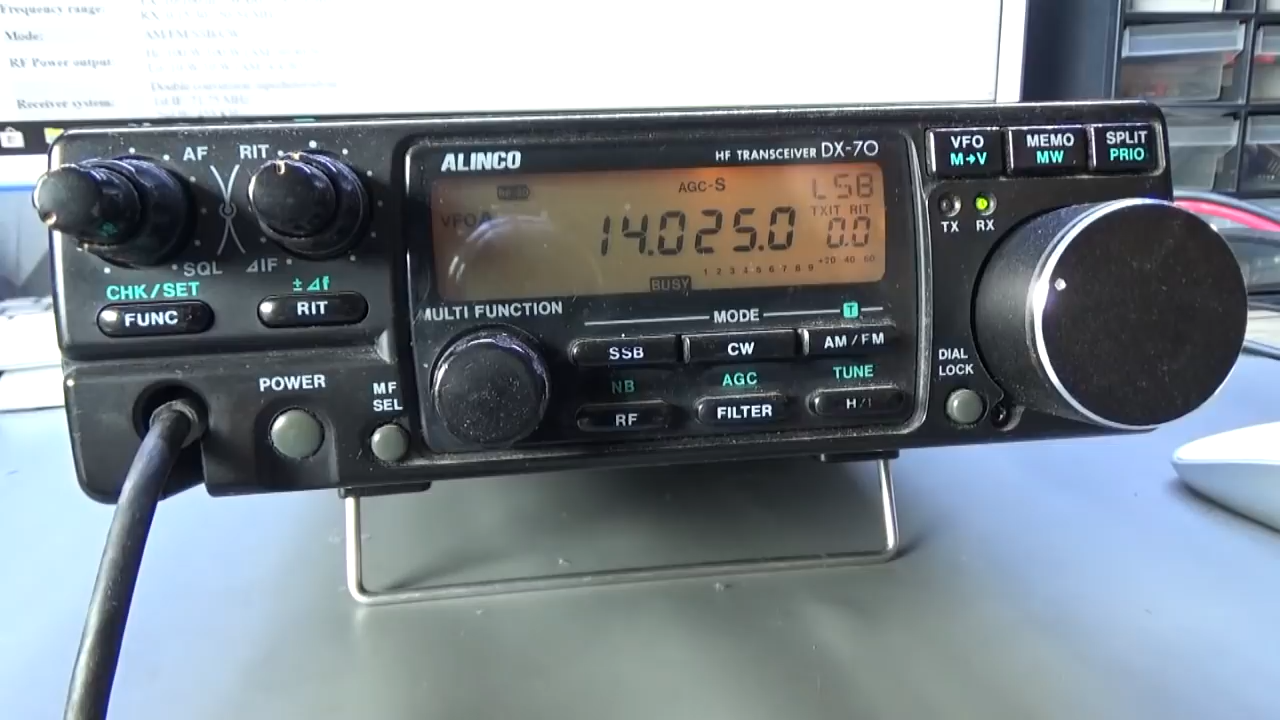 Frequency range:
Mode:
RF Power output
Receiver system:
AF RIT
SQL ΔIF
CHK/SET
FUNC
±Δf
RIT
POWER
MF
SEL
ALINCO
HF TRANSCEIVER DX-70
AGC-S
LSB
VFO A
14.025.0
TXIT RIT
0.0
1 2 3 4 5 6 7 8 9 +20 40 60
BUSY
MULTI FUNCTION
MODE
T
SSB
CW
AM/FM
NB
AGC
TUNE
RF
FILTER
H/L
VFO
M→V
MEMO
MW
SPLIT
PRIO
TX RX
DIAL
LOCK